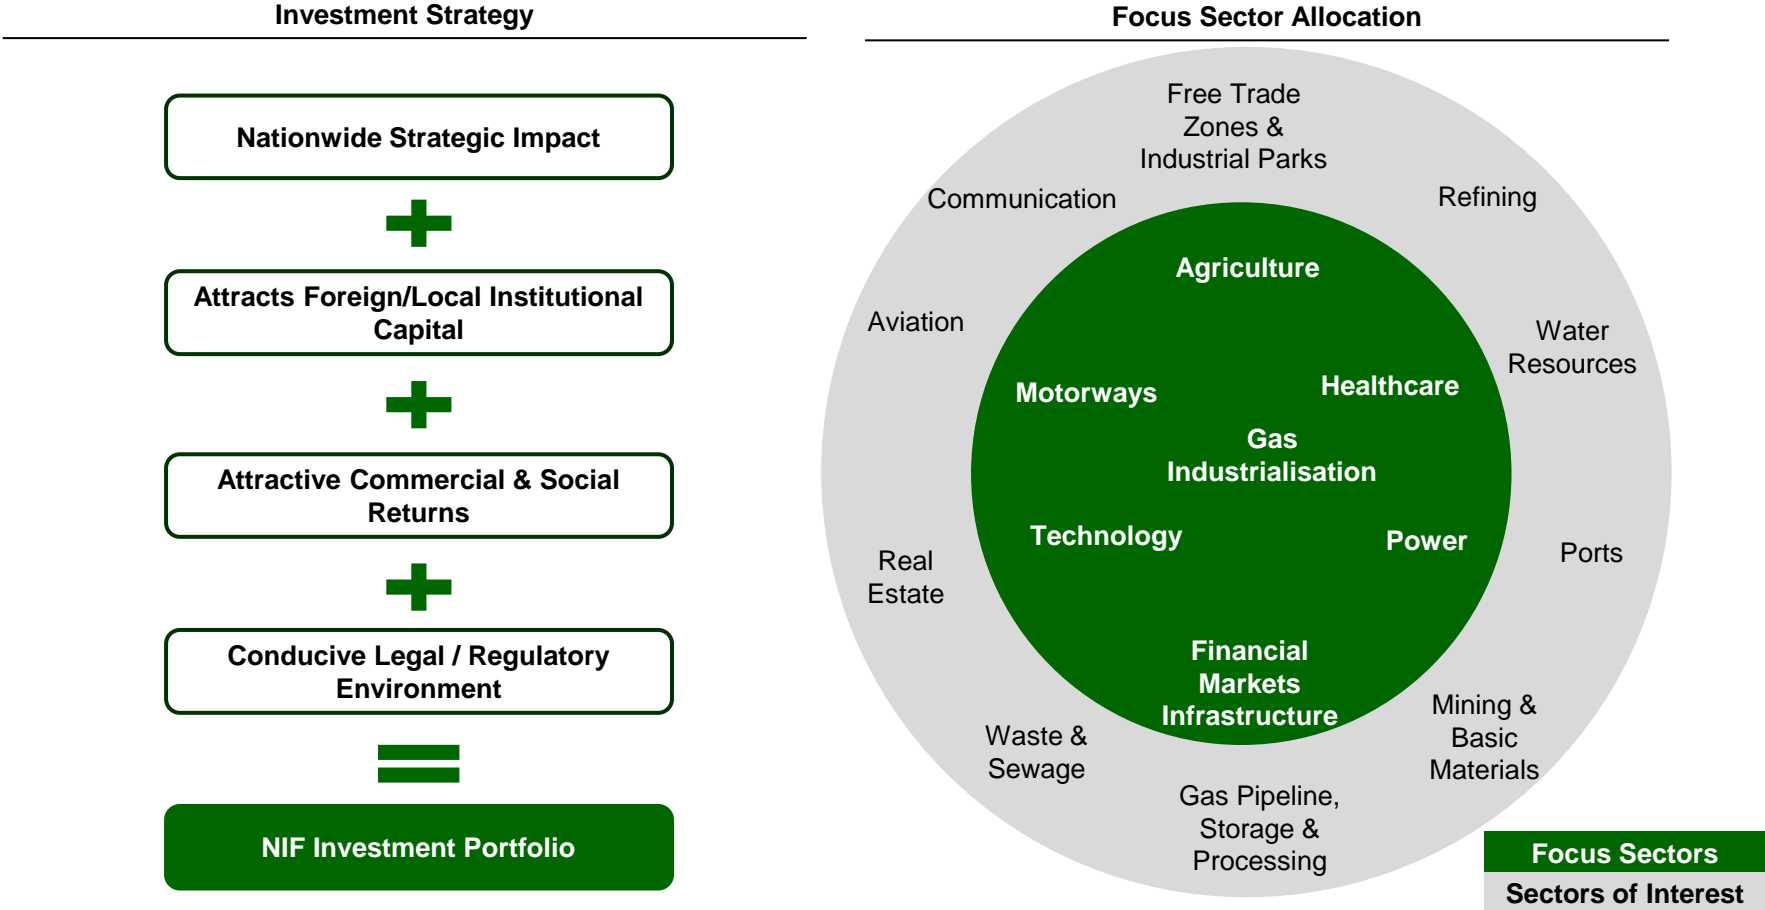 Investment Strategy
Nationwide Strategic Impact
Attracts Foreign/Local Institutional
Capital
Attractive Commercial & Social
Returns
Conducive Legal / Regulatory
Environment
NIF Investment Portfolio
Focus Sector Allocation
Free Trade
Zones &
Industrial Parks
Communication
Refining
Aviation
Water
Resources
Real
Estate
Ports
Waste &
Sewage
Mining &
Basic
Materials
Gas Pipeline,
Storage &
Processing
Agriculture
Motorways
Healthcare
Gas
Industrialisation
Technology
Power
Financial
Markets
Infrastructure
Focus Sectors
Sectors of Interest